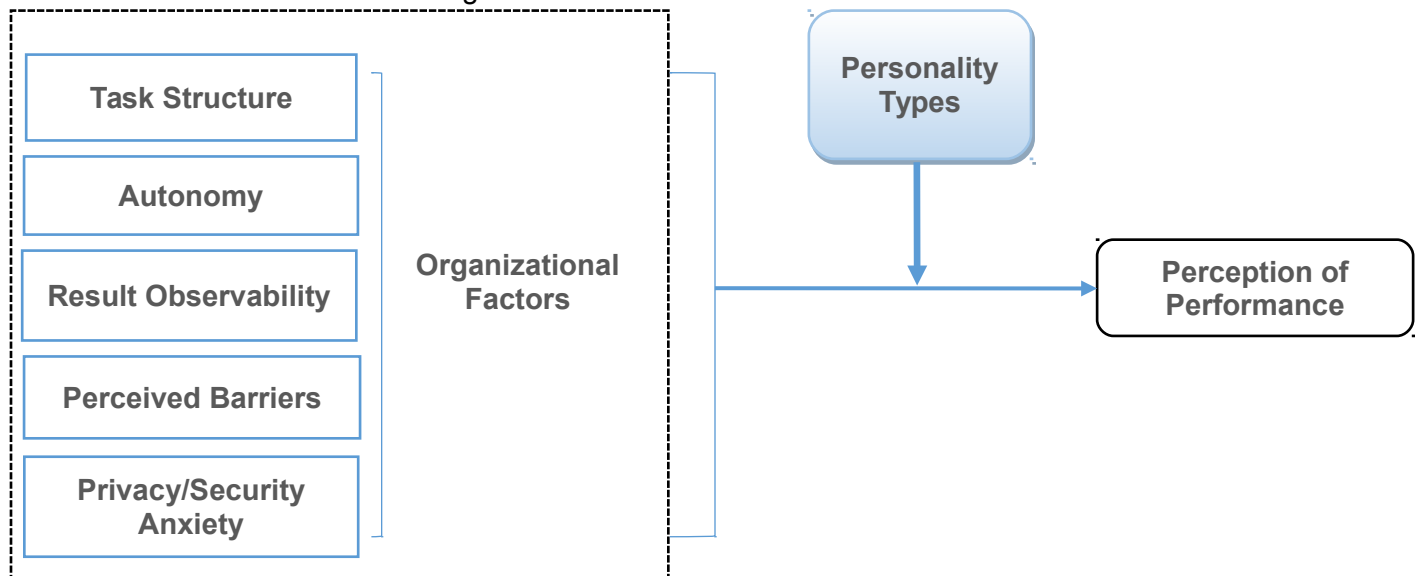 Task Structure
Autonomy
Result Observability
Perceived Barriers
Privacy/Security
Anxiety
Organizational
Factors
Personality
Types
Perception of
Performance